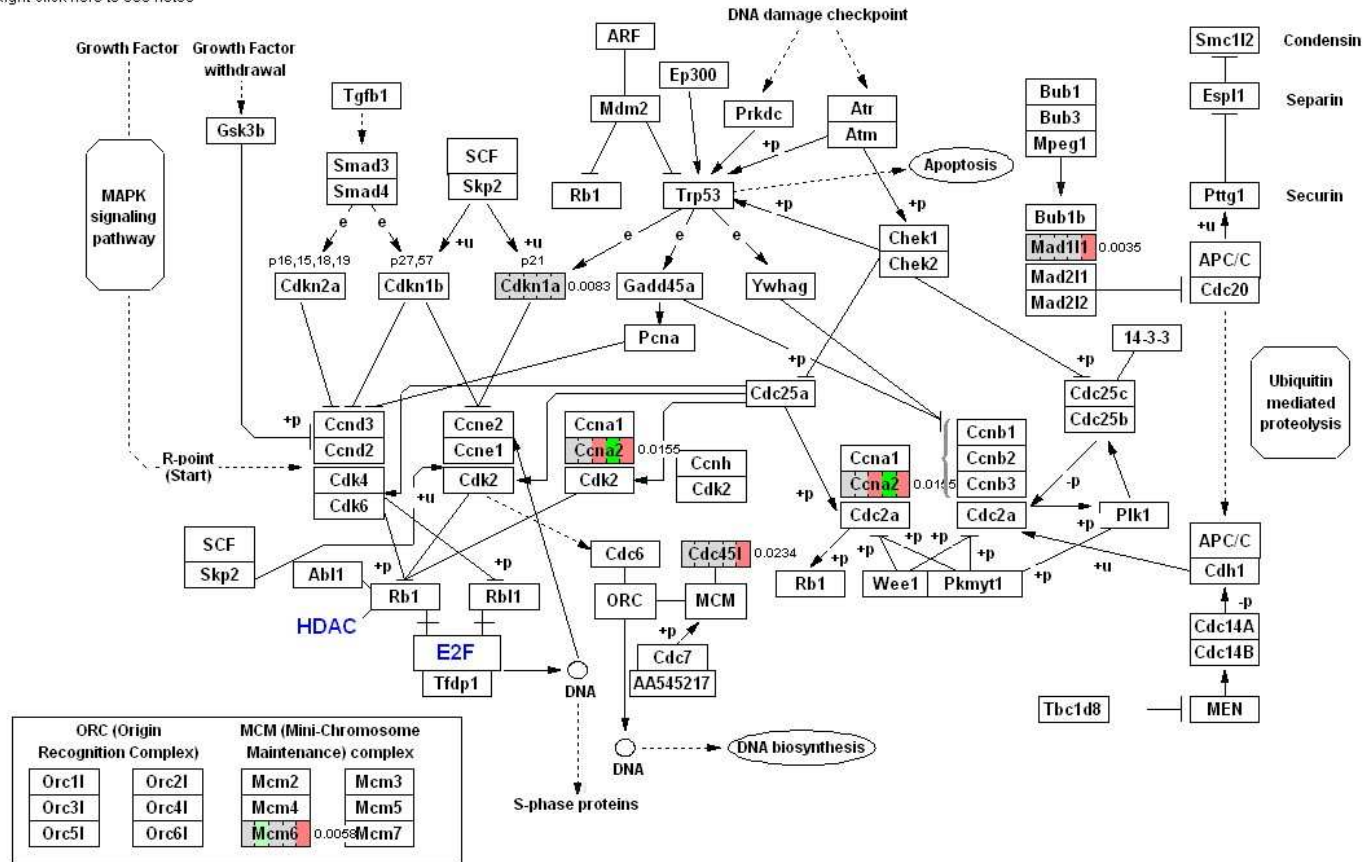 right-click here to see notes
DNA damage checkpoint
Growth Factor
Growth Factor
withdrawal
ARF
Smc1l2
Condensin
Tgfb1
Ep300
Bub1
Bub3
Mpeg1
Espl1
Separin
Gsk3b
Mdm2
Prkdc
Atr
Atm
MAPK
signaling
pathway
Smad3
Smad4
SCF
Skp2
+p
Apoptosis
Rb1
Trp53
Pttg1
Securin
e
e
+u
+u
e
e
e
+p
+p
Chek1
Chek2
Bub1b
Mad1l1
0.0035
Mad2l1
Mad2l2
+u
APC/C
Cdc20
p16,15,18,19
p27,57
p21
Cdkn2a
Cdkn1b
Cdkn1a
0.0083
Gadd45a
Ywhag
Pcna
+p
+p
14-3-3
Ubiquitin
mediated
proteolysis
Cdc25a
Cdc25c
Cdc25b
+p
Ccnd3
Ccnd2
Cdk4
Cdk6
Ccne2
Ccne1
Cdk2
Ccna1
Ccna2
0.0155
Cdk2
Ccnh
Cdk2
Ccna1
Ccna2
0.0155
Cdc2a
Ccnb1
Ccnb2
Ccnb3
Cdc2a
R-point
(Start)
+u
+p
-p
+p
Plk1
SCF
Skp2
Abl1
+p
+p
Rb1
Rbl1
Cdc6
Cdc45l
0.0234
+p
+p
+p
+p
+u
Rb1
Wee1
Pkmyt1
APC/C
Cdh1
HDAC
ORC
MCM
-p
E2F
Tfdp1
DNA
+p
Cdc7
AA545217
Cdc14A
Cdc14B
Tbc1d8
MEN
DNA
DNA biosynthesis
S-phase proteins
ORC (Origin
Recognition Complex)
MCM (Mini-Chromosome
Maintenance) complex
Orc1l
Orc2l
Mcm2
Mcm3
Orc3l
Orc4l
Mcm4
Mcm5
Orc5l
Orc6l
Mcm6
0.0058
Mcm7